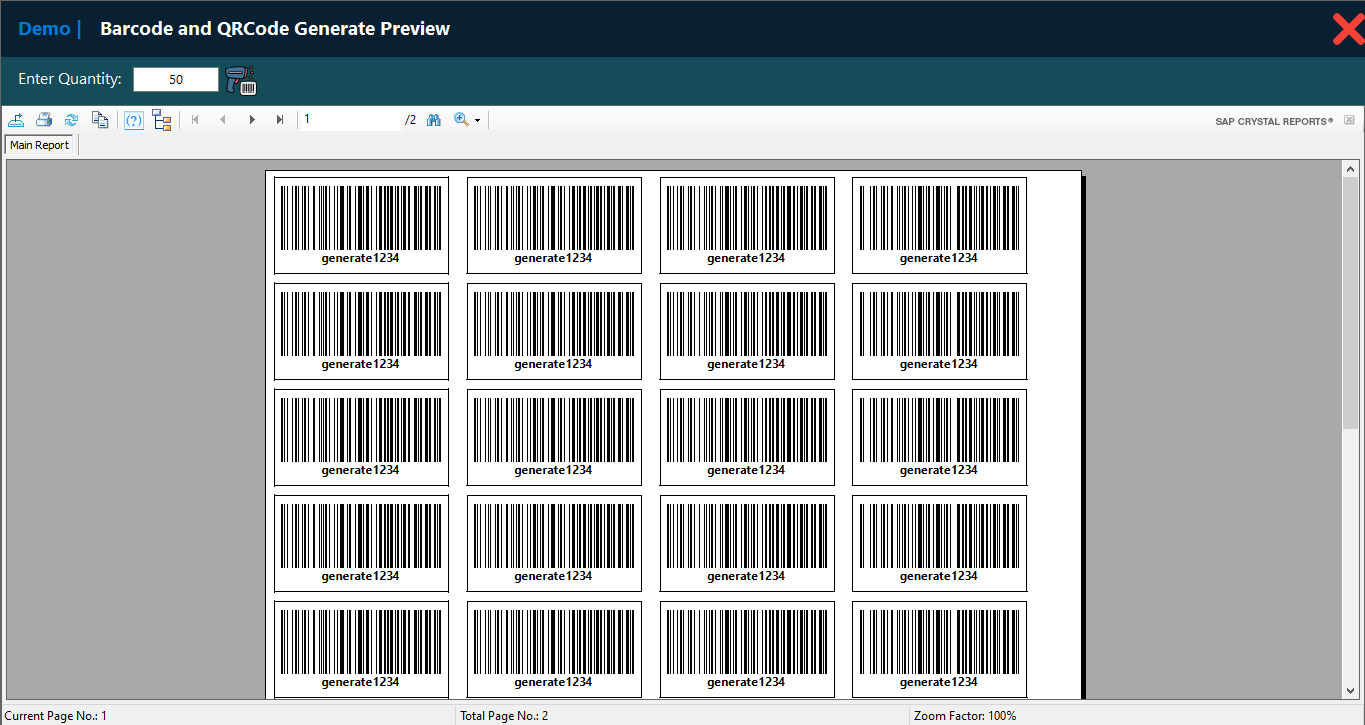 Demo | Barcode and QRCode Generate Preview
Enter Quantity: 50
1 /2 SAP CRYSTAL REPORTS®
Main Report
generate1234 generate1234 generate1234 generate1234
generate1234 generate1234 generate1234 generate1234
generate1234 generate1234 generate1234 generate1234
generate1234 generate1234 generate1234 generate1234
generate1234 generate1234 generate1234 generate1234
Current Page No.: 1 Total Page No.: 2 Zoom Factor: 100%